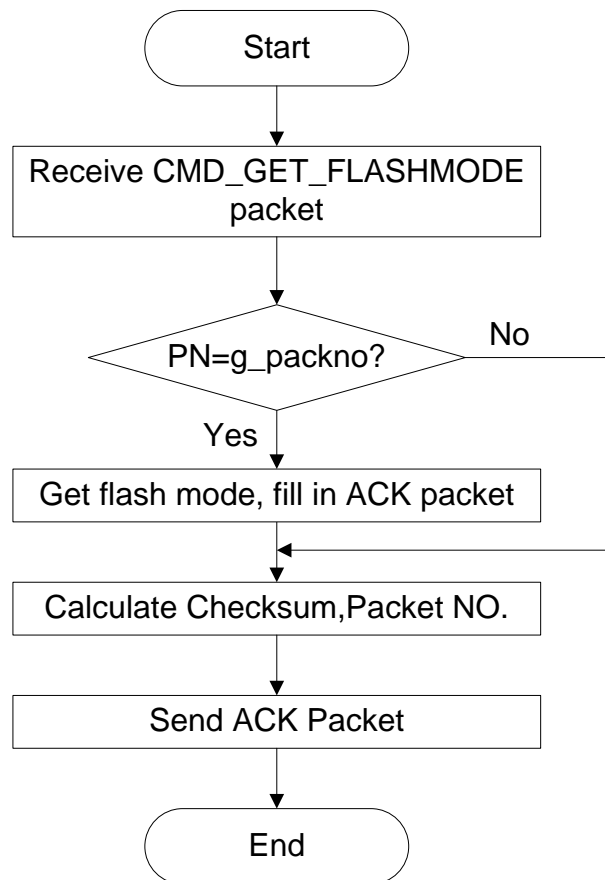 Start
Receive CMD_GET_FLASHMODE
packet
PN=g_packno?
No
Yes
Get flash mode, fill in ACK packet
Calculate Checksum,Packet NO.
Send ACK Packet
End